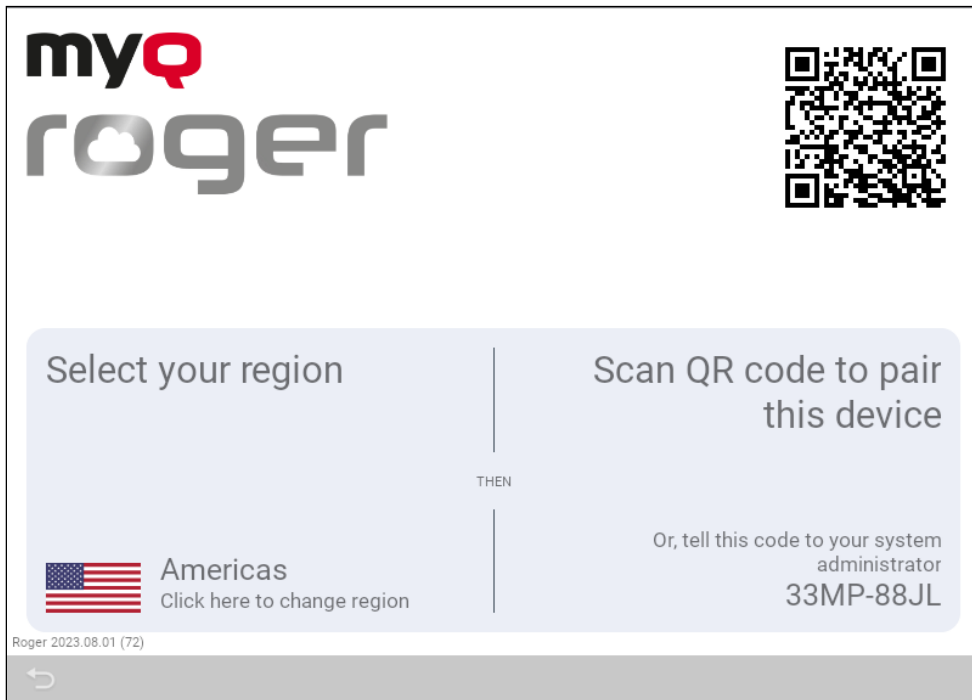 myQ
roger
Select your region
Scan QR code to pair
this device
THEN
Americas
Click here to change region
Or, tell this code to your system
administrator
33MP-88JL
Roger 2023.08.01 (72)